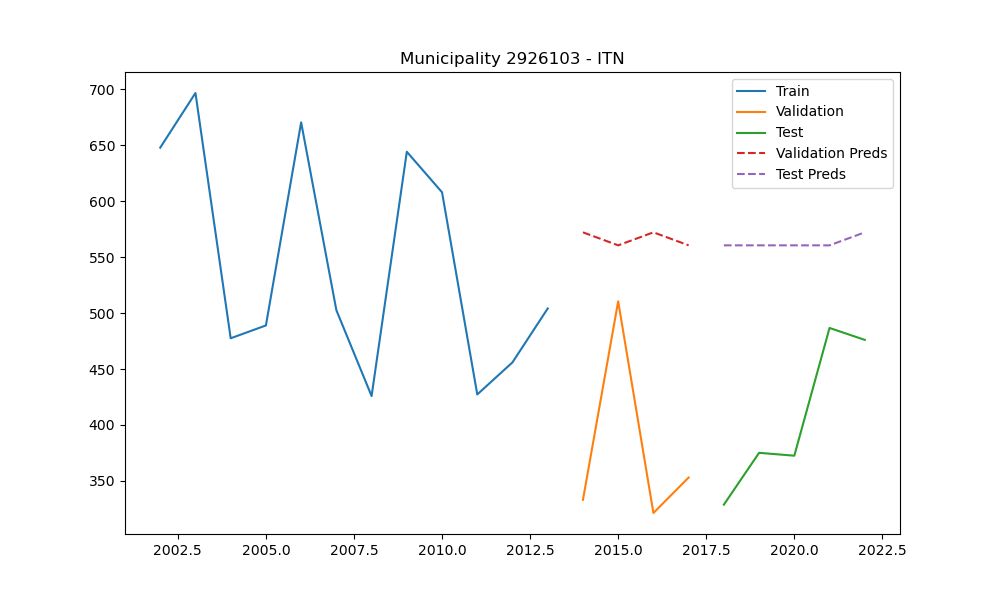 Municipality 2926103 - ITN
700
650
600
550
500
450
400
350
Train
Validation
Test
Validation Preds
Test Preds
2002.5 2005.0 2007.5 2010.0 2012.5 2015.0 2017.5 2020.0 2022.5